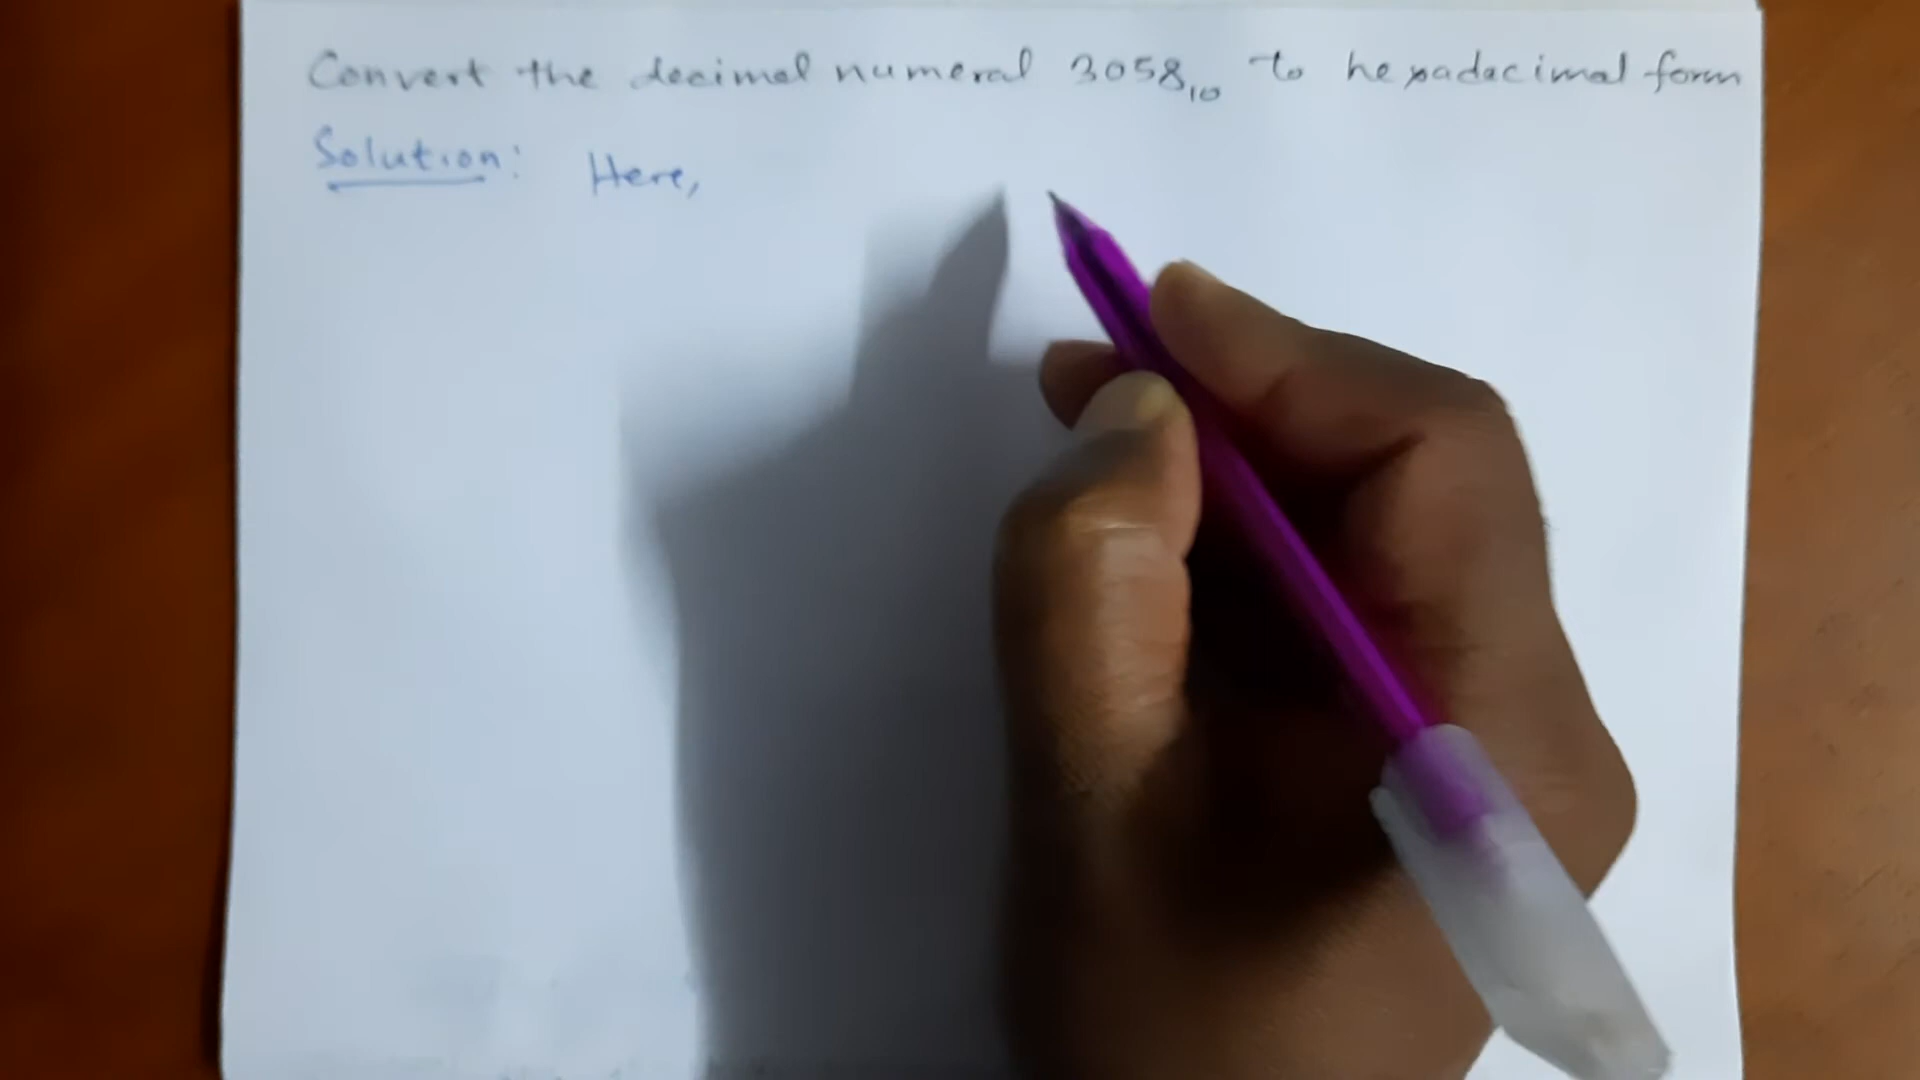 Convert the decimal numeral 3058₁₀ to hexadecimal form
Solution: Here,